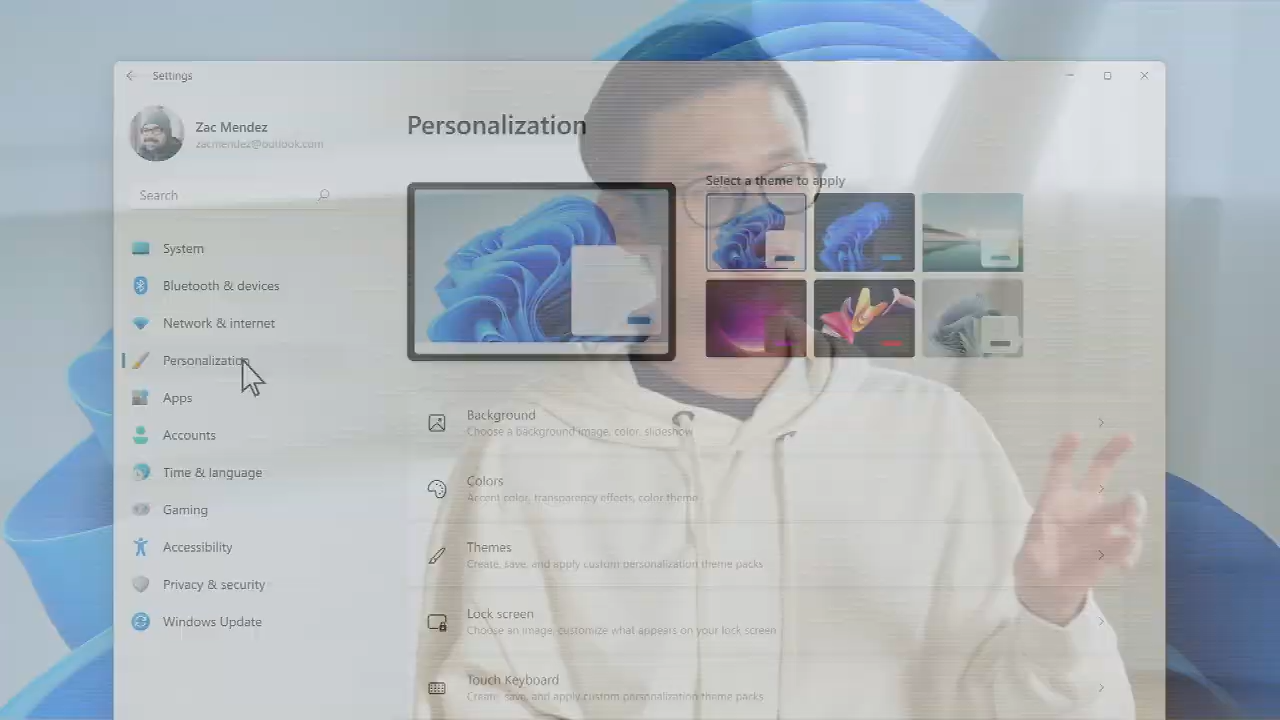 Settings
Zac Mendez
zacmendez@outlook.com
Search
System
Bluetooth & devices
Network & internet
Personalization
Apps
Accounts
Time & language
Gaming
Accessibility
Privacy & security
Windows Update
Personalization
Select a theme to apply
Background
Choose a background image, color, slideshow
Colors
Accent color, transparency effects, color theme
Themes
Create, save, and apply custom personalization theme packs
Lock screen
Choose an image, customize what appears on your lock screen
Touch Keyboard
Create, save, and apply custom personalization theme packs